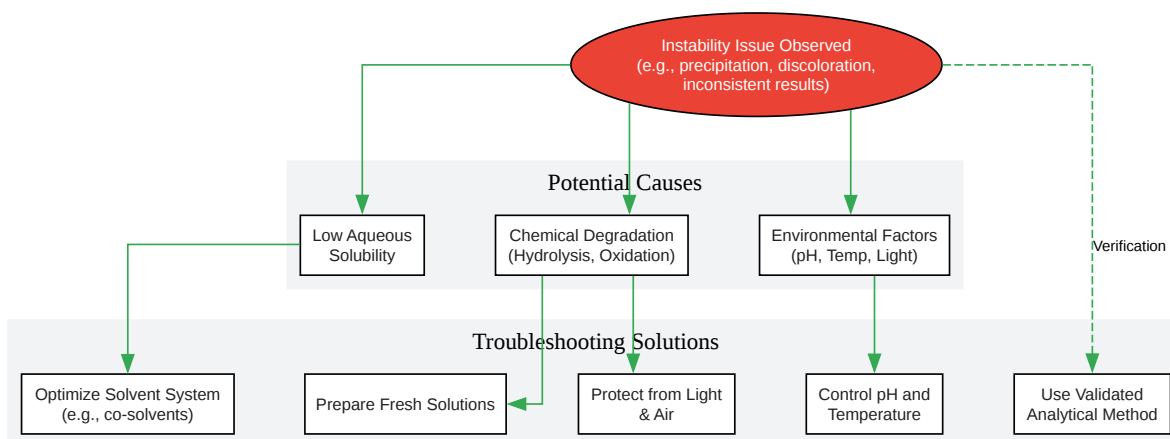 Instability Issue Observed
(e.g., precipitation, discoloration,
inconsistent results)
Potential Causes
Low Aqueous
Solubility
Chemical Degradation
(Hydrolysis, Oxidation)
Environmental Factors
(pH, Temp, Light)
Verification
Troubleshooting Solutions
Optimize Solvent System
(e.g., co-solvents)
Prepare Fresh Solutions
Protect from Light
& Air
Control pH and
Temperature
Use Validated
Analytical Method